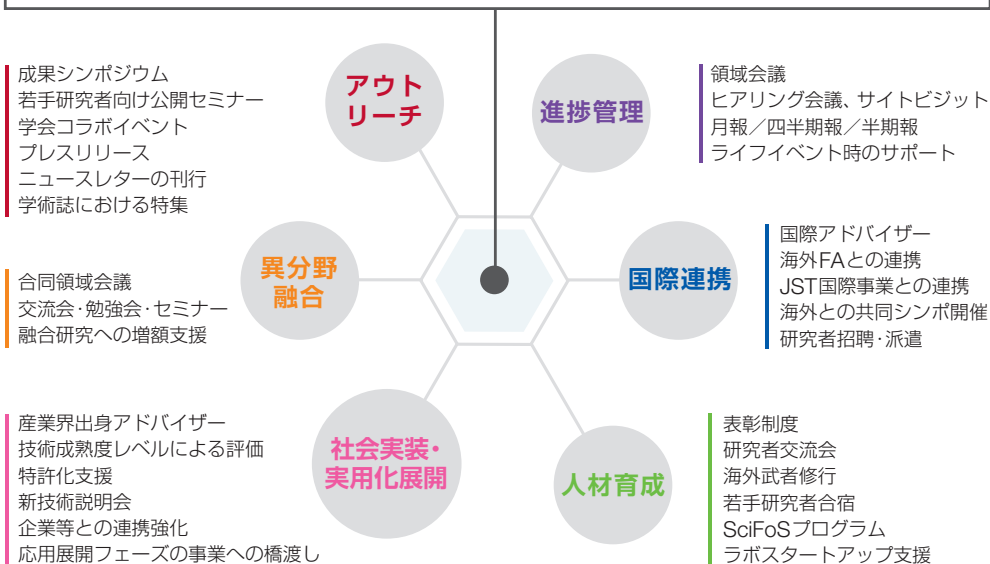 アウト
リーチ
成果シンポジウム
若手研究者向け公開セミナー
学会コラボイベント
プレスリリース
ニュースレターの刊行
学術誌における特集
進捗管理
領域会議
ヒアリング会議、サイトビジット
月報／四半期報／半期報
ライフイベント時のサポート
異分野
融合
合同領域会議
交流会・勉強会・セミナー
融合研究への増額支援
国際連携
国際アドバイザー
海外FAとの連携
JST国際事業との連携
海外との共同シンポ開催
研究者招聘・派遣
社会実装・
実用化展開
産業界出身アドバイザー
技術成熟度レベルによる評価
特許化支援
新技術説明会
企業等との連携強化
応用展開フェーズの事業への橋渡し
人材育成
表彰制度
研究者交流会
海外武者修行
若手研究者合宿
SciFoSプログラム
ラボスタートアップ支援